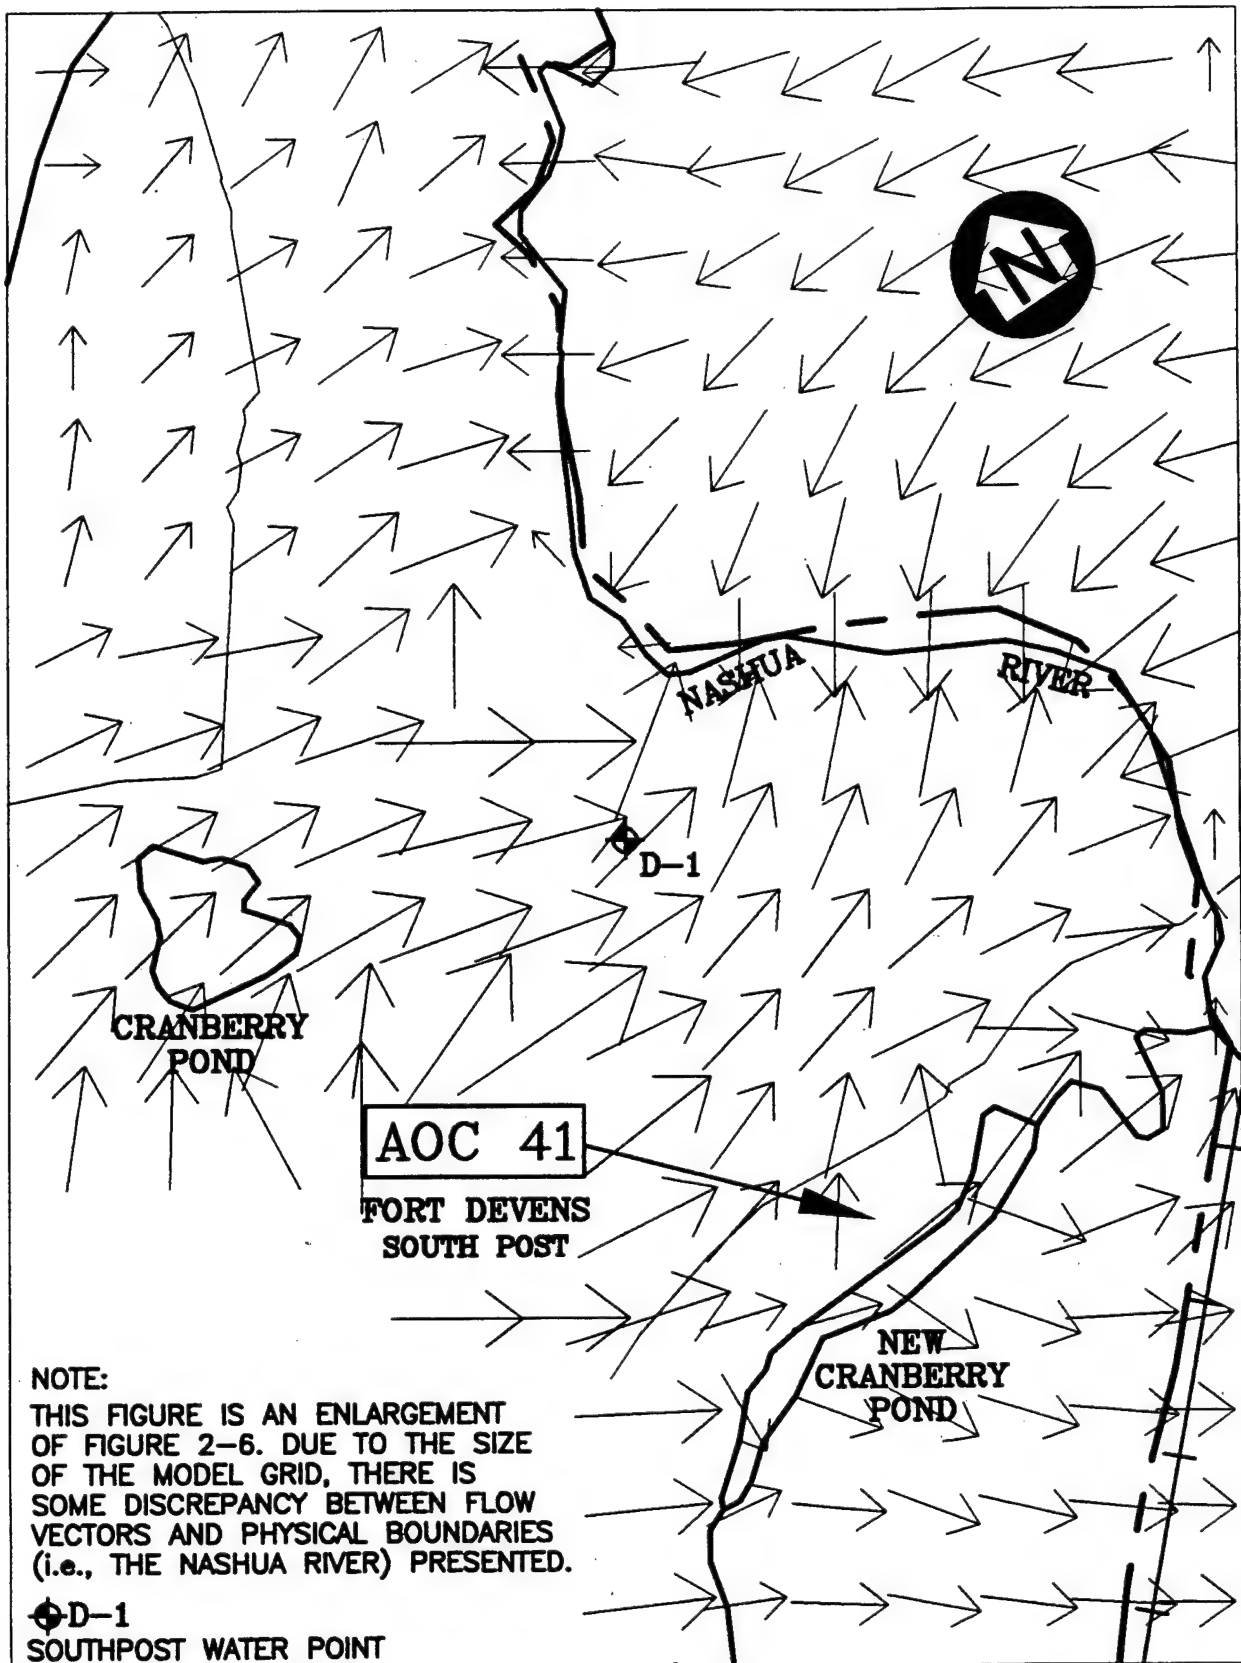 N
NASHUA
RIVER
D-1
CRANBERRY
POND
AOC 41
FORT DEVENS
SOUTH POST
NEW
CRANBERRY
POND
NOTE:
THIS FIGURE IS AN ENLARGEMENT
OF FIGURE 2-6. DUE TO THE SIZE
OF THE MODEL GRID, THERE IS
SOME DISCREPANCY BETWEEN FLOW
VECTORS AND PHYSICAL BOUNDARIES
(i.e., THE NASHUA RIVER) PRESENTED.
D-1
SOUTHPOST WATER POINT